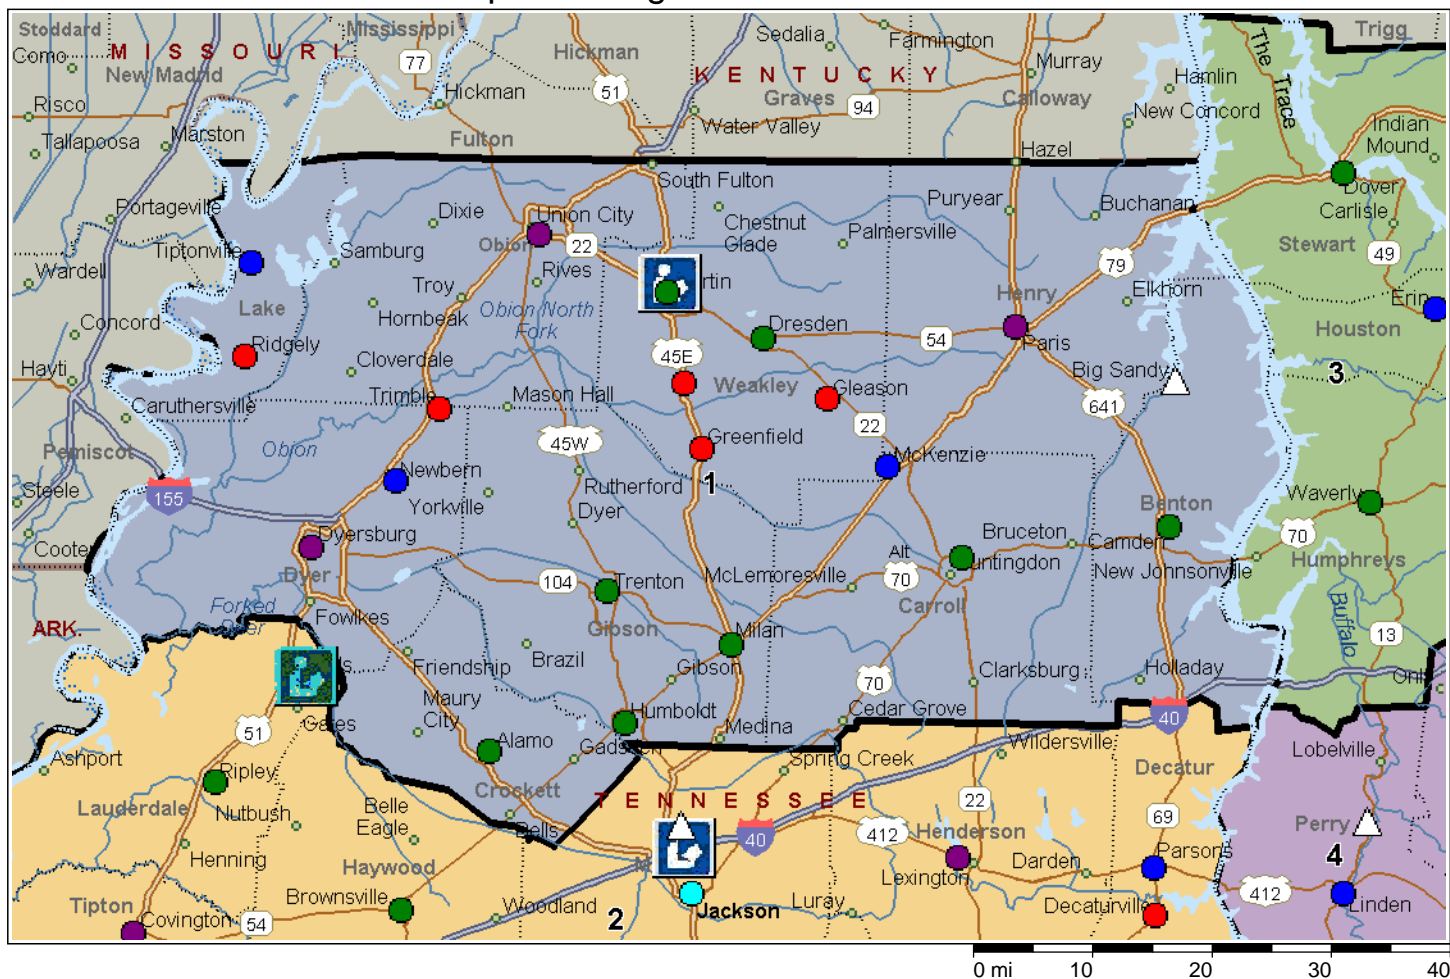 Stoddard
Como
MISSOURI
New Madrid
Mississippi
77
Hickman
Risco
Tallapoosa
Marston
Hickman
51
KENTUCKY
Graves
94
Sedalia
Farmington
Murray
Calloway
Hamlin
New Concord
The Trace
Trigg
Indian
Mound
Fulton
Water Valley
Hazel
South Fulton
Portageville
Tiptonville
Samburg
Dixie
Union City
Obion
22
Chestnut
Glade
Palmersville
Puryear
Buchanan
Dover
Carlisle
Stewart
49
Wardell
Lake
Troy
Rives
Hornbeak
Obion North
Fork
rtin
79
Henry
Elkhorn
Erin
Houston
Concord
Ridgely
Cloverdale
Hayti
Dresden
54
Paris
45E
Weakley
Gleason
Big Sandy
3
Trimble
Mason Hall
641
Caruthersville
22
Pemiscot
Obion
45W
Greenfield
McKenzie
1
Newbern
Yorkville
Rutherford
Steele
155
Dyer
Benton
Waverly
Cooter
Dyersburg
Bruceton
Camden
70
Alt
70
Huntingdon
New Johnsonville
Humphreys
Dyer
104
Trenton
McLemoresville
Carroll
Forked
Deer
ARK.
Fowlkes
Gibson
Milan
Buffalo
13
Friendship
Brazil
Gibson
70
Clarksburg
Holladay
Maury
City
Gates
51
Humboldt
Medina
Cedar Grove
40
Ashport
Alamo
Wildersville
Lobelville
Ripley
Spring Creek
Decatur
Lauderdale
Nutbush
Belle
Eagle
Crockett
TENNESSEE
Bells
40
412
22
Henderson
69
Perry
4
Henning
Haywood
Lexington
Darden
Parsons
Tipton
Covington
54
Brownsville
Woodland
2
Jackson
Luray
Decaturville
412
Linden
0 mi 10 20 30 40